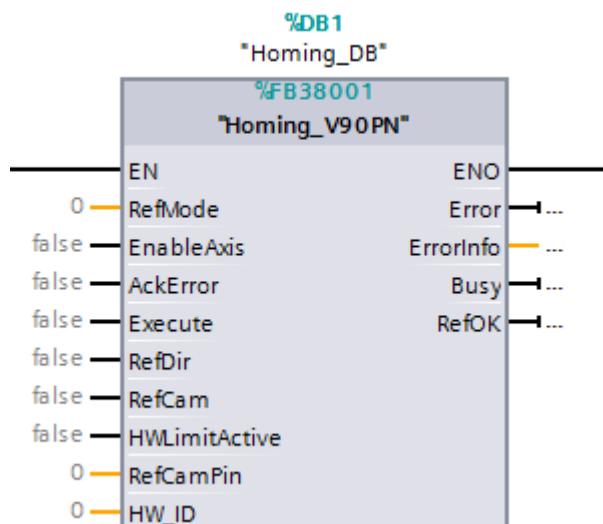 %DB1
"Homing_DB"
%FB38001
"Homing_V90PN"
EN ENO
0 RefMode Error ...
false EnableAxis ErrorInfo ...
false AckError Busy ...
false Execute RefOK ...
false RefDir
false RefCam
false HWLimitActive
0 RefCamPin
0 HW_ID